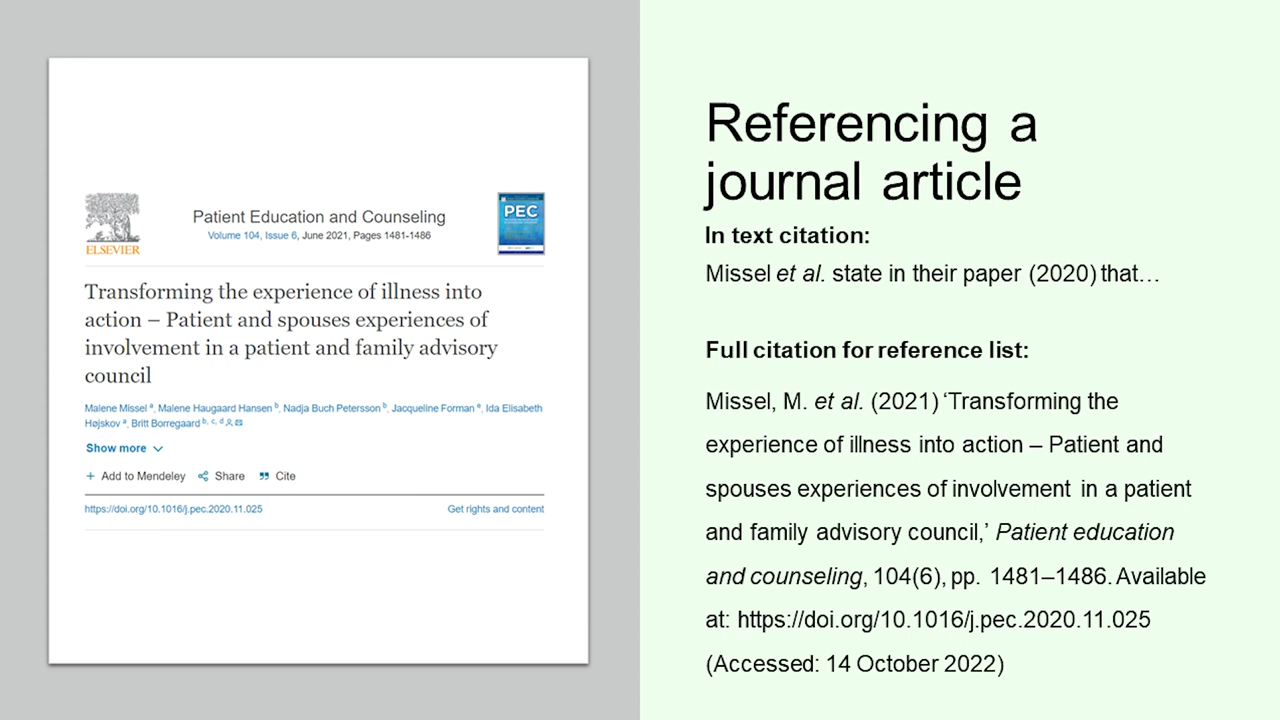 ELSEVIER
Patient Education and Counseling
Volume 104, Issue 6, June 2021, Pages 1481-1486
PEC
Transforming the experience of illness into
action – Patient and spouses experiences of
involvement in a patient and family advisory
council
Malene Missel a, Malene Haugaard Hansen b, Nadja Buch Petersson b, Jacqueline Forman e, Ida Elisabeth
Højskov a, Britt Borregaard b, c, d
Show more
+ Add to Mendeley Share Cite
https://doi.org/10.1016/j.pec.2020.11.025 Get rights and content
Referencing a
journal article
In text citation:
Missel et al. state in their paper (2020) that…
Full citation for reference list:
Missel, M. et al. (2021) ‘Transforming the
experience of illness into action – Patient and
spouses experiences of involvement in a patient
and family advisory council,’ Patient education
and counseling, 104(6), pp. 1481–1486. Available
at: https://doi.org/10.1016/j.pec.2020.11.025
(Accessed: 14 October 2022)